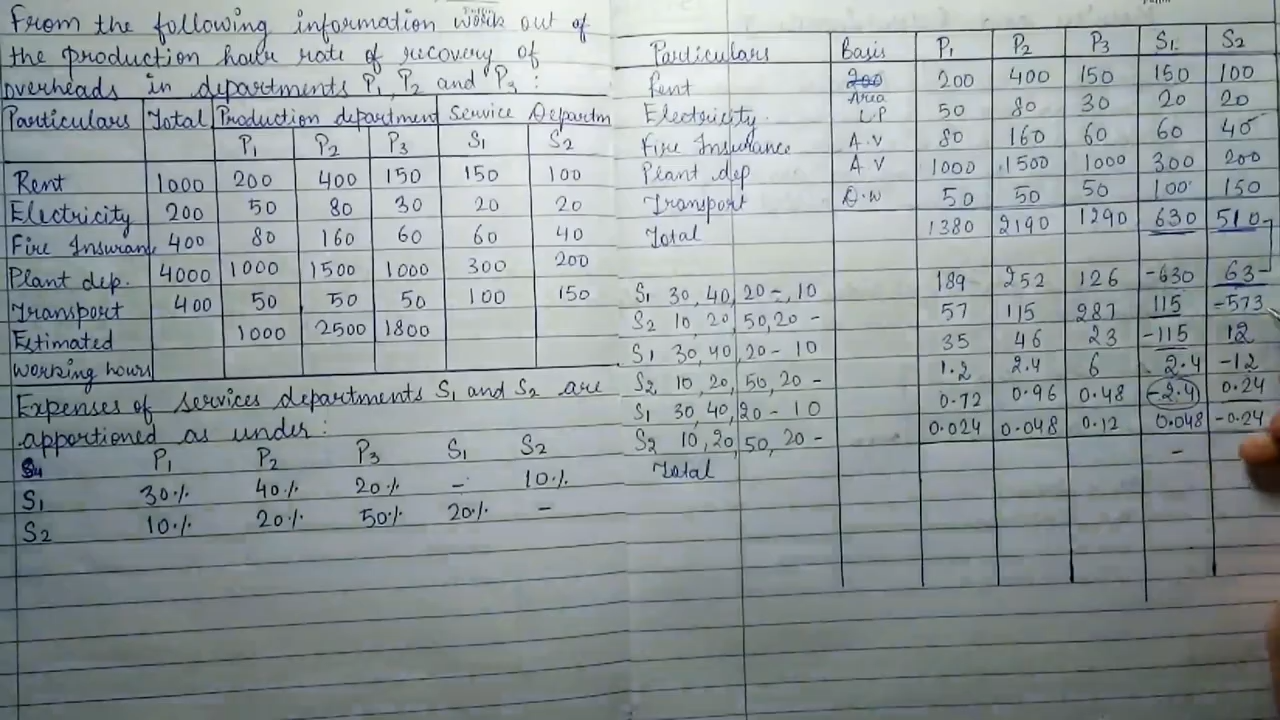 From the following information work out of
the production hour rate of recovery of
overheads in departments P1, P2 and P3 :
Particulars Total Production department Service Departm
P1 P2 P3 S1 S2
Rent 1000 200 400 150 150 100
Electricity 200 50 80 30 20 20
Fire Insuran 400 80 160 60 60 40
Plant dep. 4000 1000 1500 1000 300 200
Transport 400 50 50 50 100 150
Estimated 1000 2500 1800
working hours
Expenses of services departments S1 and S2 are
apportioned as under:
P1 P2 P3 S1 S2
S1 30% 40% 20% - 10%
S2 10% 20% 50% 20% -
Particulars Basis P1 P2 P3 S1 S2
Rent Area 200 400 150 150 100
Electricity L.P 50 80 30 20 20
Fire Insurance A.V 80 160 60 60 40
Plant dep A.V 1000 1500 1000 300 200
Transport D.W 50 50 50 100 150
Total 1380 2190 1290 630 510
S1 30, 40, 20 -, 10 189 252 126 -630 63
S2 10, 20, 50, 20 - 57 115 287 115 -573
S1 30, 40, 20 - 10 35 46 23 -115 12
S2 10, 20, 50, 20 - 1.2 2.4 6 2.4 -12
S1 30, 40, 20 - 10 0.72 0.96 0.48 -2.4 0.24
S2 10, 20, 50, 20 - 0.024 0.048 0.12 0.048 -0.24
Total -